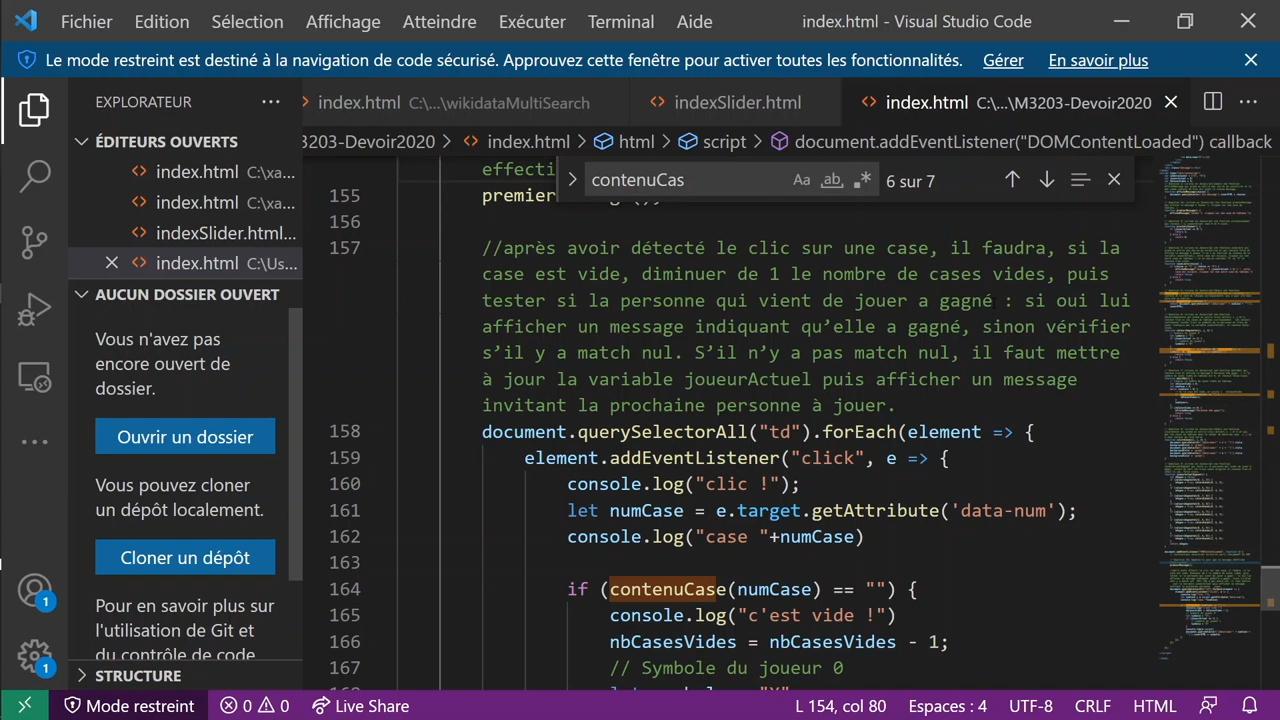 Fichier Edition Sélection Affichage Atteindre Exécuter Terminal Aide index.html - Visual Studio Code
Le mode restreint est destiné à la navigation de code sécurisé. Approuvez cette fenêtre pour activer toutes les fonctionnalités. Gérer En savoir plus
EXPLORATEUR
index.html C:\...\wikidataMultiSearch indexSlider.html index.html C:\...\M3203-Devoir2020
3203-Devoir2020 > index.html > html > script > document.addEventListener("DOMContentLoaded") callback
ÉDITEURS OUVERTS
index.html C:\xa...
index.html C:\xa...
indexSlider.html...
index.html C:\Us...
AUCUN DOSSIER OUVERT
Vous n'avez pas
encore ouvert de
dossier.
Ouvrir un dossier
Vous pouvez cloner
un dépôt localement.
Cloner un dépôt
Pour en savoir plus sur
l'utilisation de Git et
STRUCTURE
contenuCas Aa ab
effecti
155 premier
156
157 //après avoir détecté le clic sur une case, il faudra, si la
case est vide, diminuer de 1 le nombre de cases vides, puis
tester si la personne qui vient de jouer a gagné : si oui lui
afficher un message indiquant qu’elle a gagné, sinon vérifier
s’il y a match nul. S’il n’y a pas match nul, il faut mettre
à jour la variable joueurActuel puis afficher un message
invitant la prochaine personne à jouer.
158 document.querySelectorAll("td").forEach(element => {
159 element.addEventListener("click", e => {
160 console.log("clic !");
161 let numCase = e.target.getAttribute('data-num');
162 console.log("case "+numCase)
163
164 if (contenuCase(numCase) == "")
165 console.log("et vide !")
166 nbCasesVides = nbCasesVides - 1;
167 // Symbole du joueur 0
1
1
Mode restreint 0 0 Live Share L 154, col 80 Espaces : 4 UTF-8 CRLF HTML